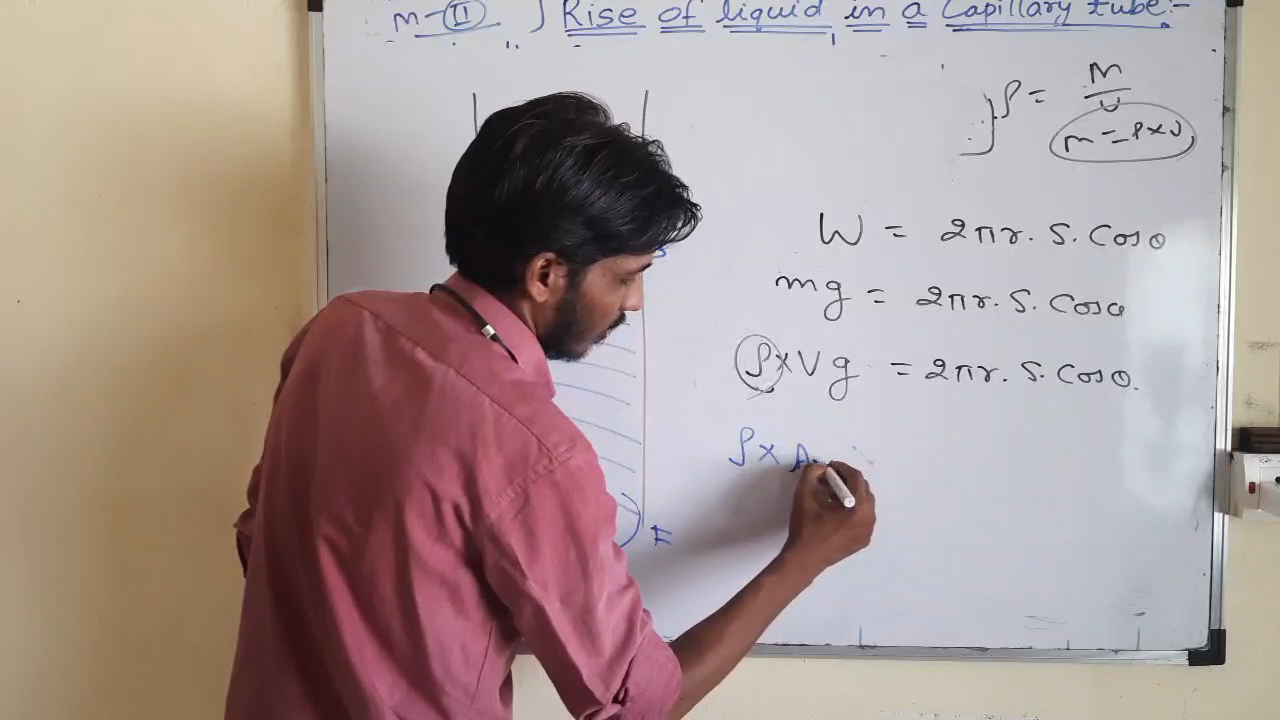 M-II) Rise of liquid in a Capillary tube:-
ρ = M/V
m = ρ×V
W = 2πr. S. Cosθ
mg = 2πr. S. Cosθ
ρ×Vg = 2πr. S. Cosθ.
ρ× A.
E